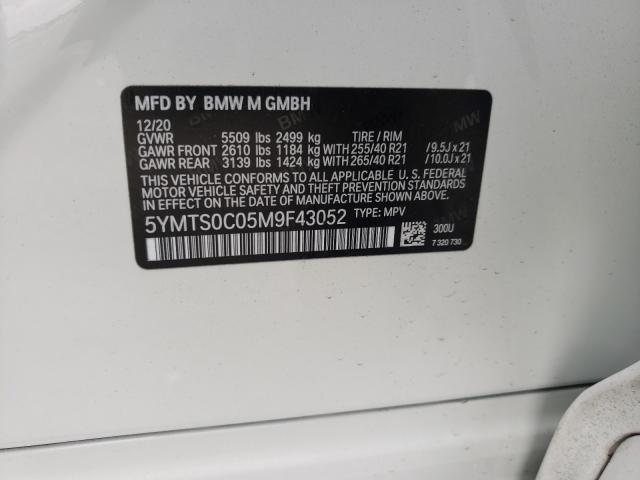 MFD BY BMW M GMBH
12/20
GVWR 5509 lbs 2499 kg TIRE / RIM
GAWR FRONT 2610 lbs 1184 kg WITH 255/40 R21 /9.5J x 21
GAWR REAR 3139 lbs 1424 kg WITH 265/40 R21 /10.0J x 21
THIS VEHICLE CONFORMS TO ALL APPLICABLE U. S. FEDERAL
MOTOR VEHICLE SAFETY AND THEFT PREVENTION STANDARDS
IN EFFECT ON THE DATE OF MANUFACTURE SHOWN ABOVE.
5YMTS0C05M9F43052 TYPE: MPV
300U
7 320 730